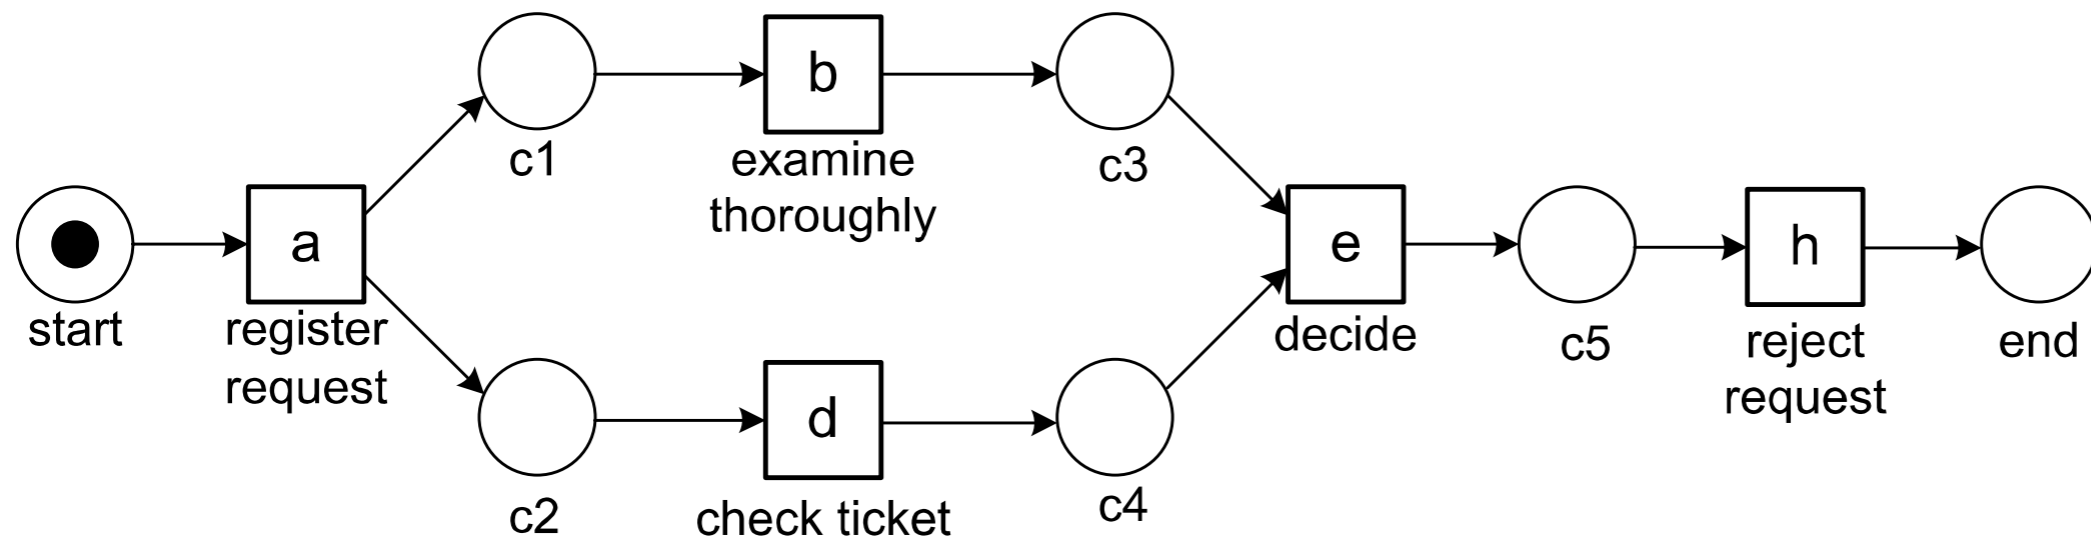 start
a
register
request
c1
c2
b
examine
thoroughly
d
check ticket
c3
c4
e
decide
c5
h
reject
request
end